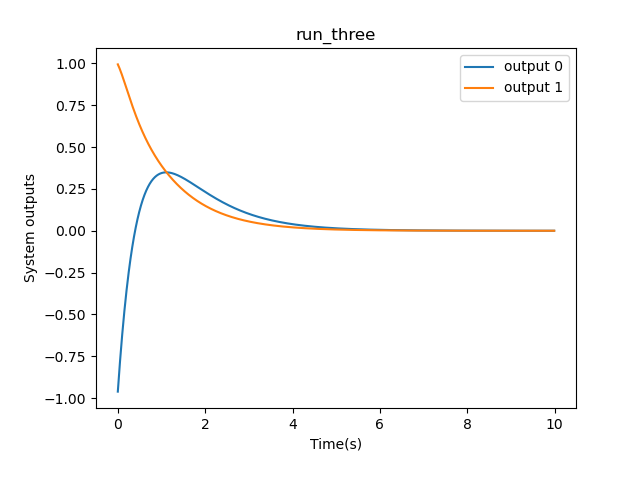 run_three
output 0
output 1
System outputs
1.00
0.75
0.50
0.25
0.00
−0.25
−0.50
−0.75
−1.00
0 2 4 6 8 10
Time(s)